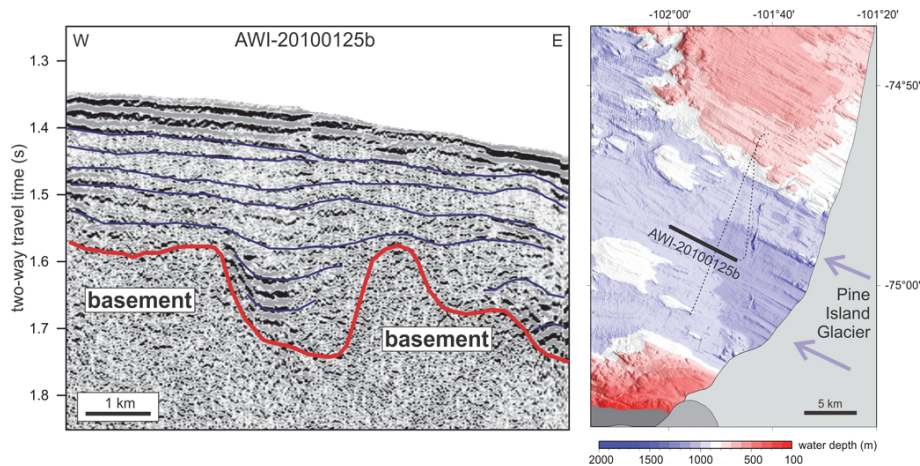 W
AWI-20100125b
E
two-way travel time (s)
1.3
1.4
1.5
1.6
1.7
1.8
basement
basement
1 km
-102°00'
-101°40'
-101°20'
-74°50'
-75°00'
AWI-20100125b
Pine
Island
Glacier
5 km
2000
1500
1000
500
100
water depth (m)